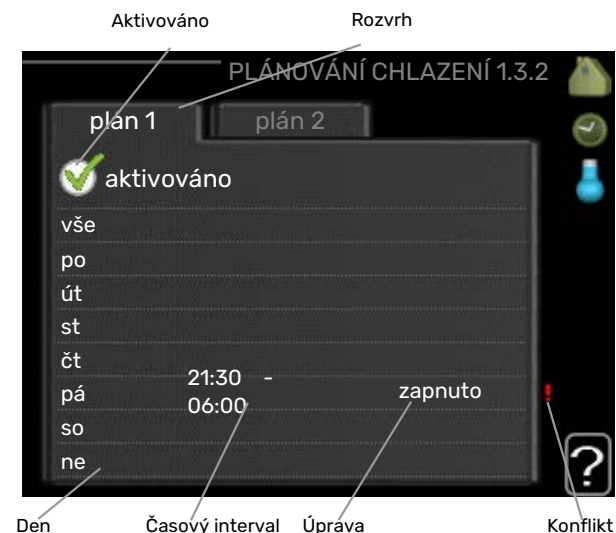 Aktivováno Rozvrh
PLÁNOVÁNÍ CHLAZENÍ 1.3.2
plán 1 plán 2
aktivováno
vše
po
út
st
čt
pá 21:30 - 06:00 zapnuto !
so
ne
?
Den Časový interval Úprava Konflikt